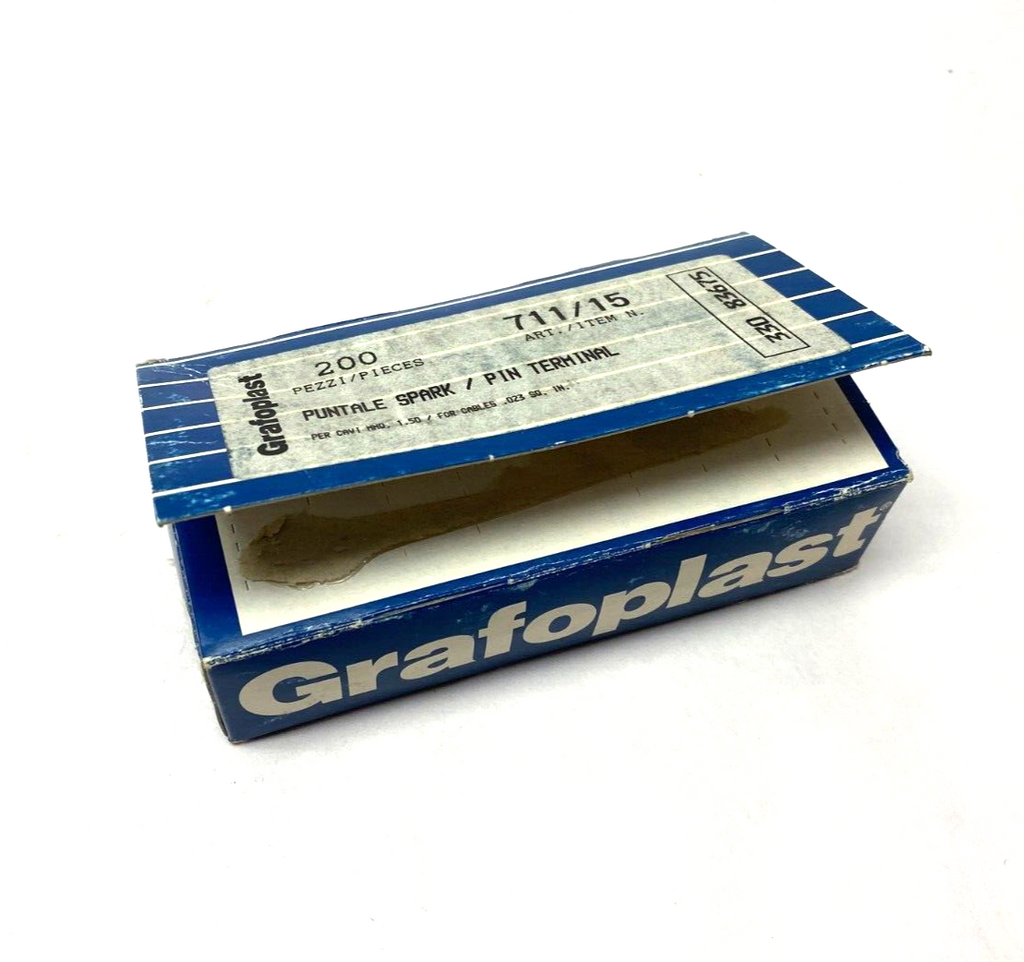 Grafoplast
200
PEZZI/PIECES
711/15
ART./ITEM N.
PUNTALE SPARK / PIN TERMINAL
PER CAVI MMQ. 1.50 / FOR CABLES .023 SQ. IN.
330 83675
Grafoplast®